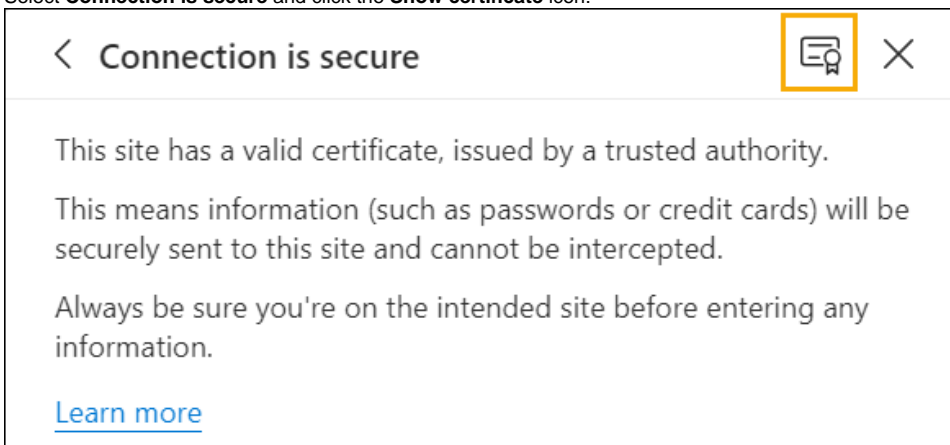 Select Connection is secure and click the Show certificate icon.
Connection is secure
This site has a valid certificate, issued by a trusted authority.
This means information (such as passwords or credit cards) will be
securely sent to this site and cannot be intercepted.
Always be sure you're on the intended site before entering any
information.
Learn more